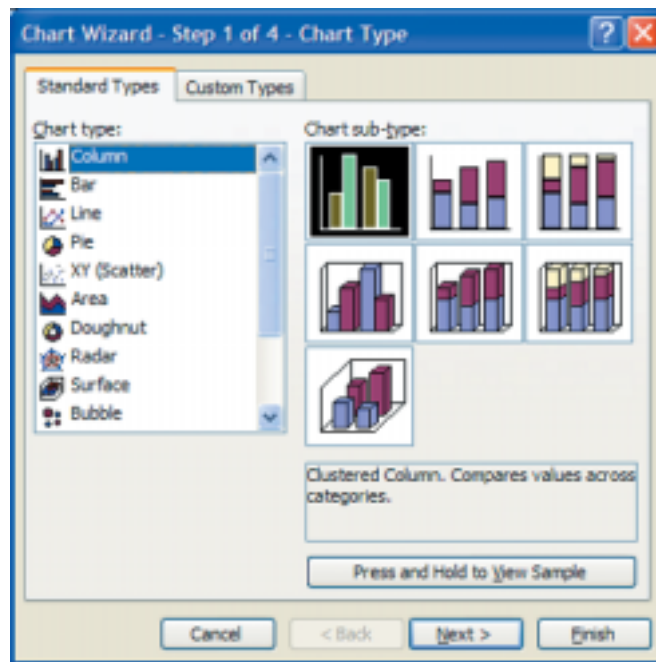 Chart Wizard - Step 1 of 4 - Chart Type
Standard Types
Custom Types
Chart type:
Column
Bar
Line
Pie
XY (Scatter)
Area
Doughnut
Radar
Surface
Bubble
Chart sub-type:
Clustered Column. Compares values across
categories.
Press and Hold to View Sample
Cancel
< Back
Next >
Finish